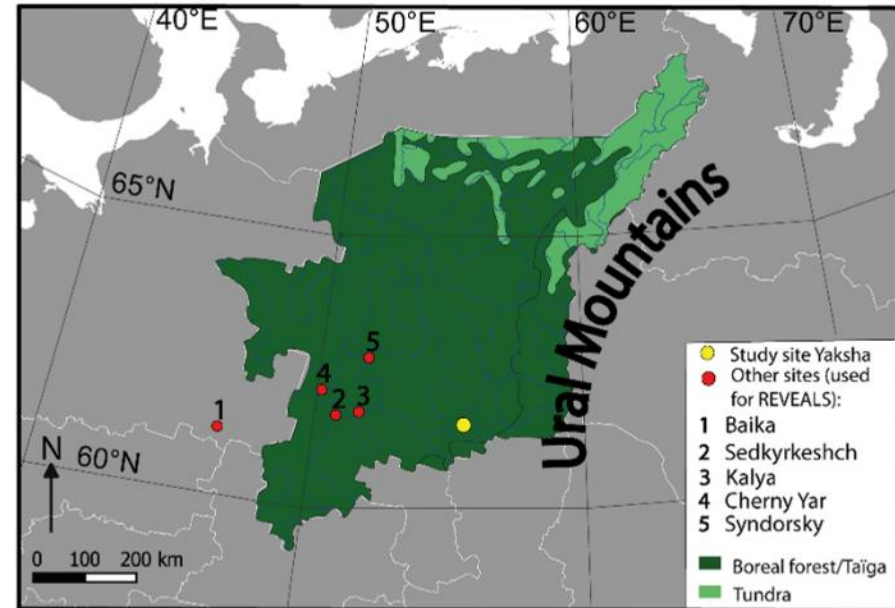 40°E
50°E
60°E
70°E
65°N
60°N
Ural Mountains
5
4
3
2
1
N
0 100 200 km
Study site Yaksha
Other sites (used
for REVEALS):
1 Baika
2 Sedkyrkeshch
3 Kalya
4 Cherny Yar
5 Syndorsky
Boreal forest/Taïga
Tundra